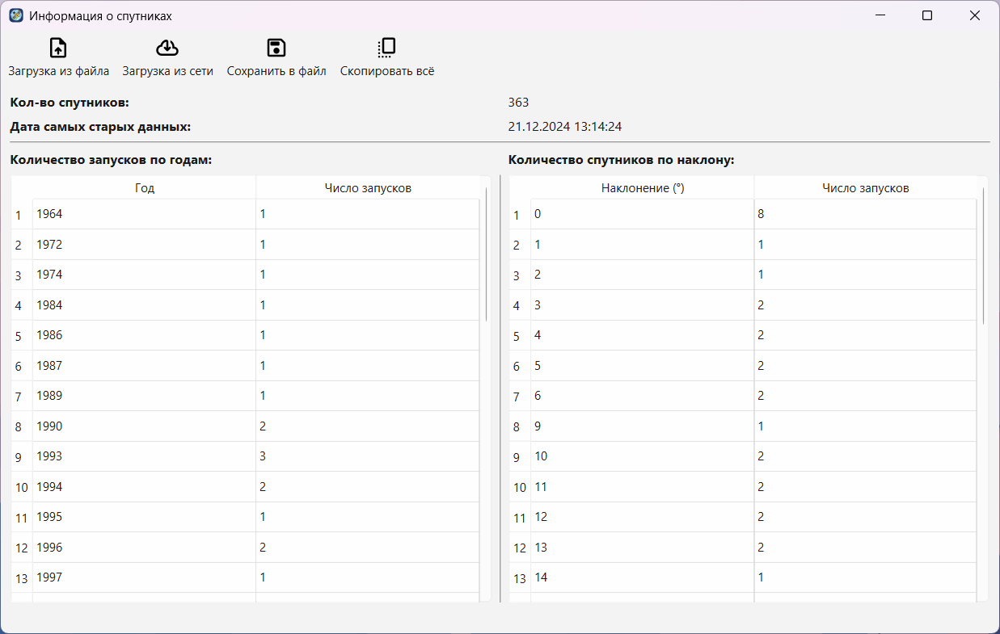 Информация о спутниках
Загрузка из файла Загрузка из сети Сохранить в файл Скопировать всё
Кол-во спутников: 363
Дата самых старых данных: 21.12.2024 13:14:24
Количество запусков по годам:
Год Число запусков
1 1964 1
2 1972 1
3 1974 1
4 1984 1
5 1986 1
6 1987 1
7 1989 1
8 1990 2
9 1993 3
10 1994 2
11 1995 1
12 1996 2
13 1997 1
Количество спутников по наклону:
Наклонение (°) Число запусков
1 0 8
2 1 1
3 2 1
4 3 2
5 4 2
6 5 2
7 6 2
8 9 1
9 10 2
10 11 2
11 12 2
12 13 2
13 14 1